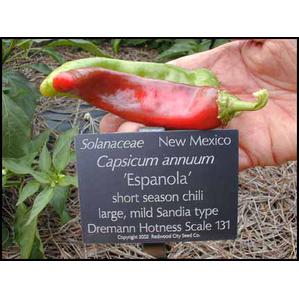 Solanaceae New Mexico
Capsicum annuum
'Espanola'
short season chili
large, mild Sandia type
Dremann Hotness Scale 131
Copyright 2002 Redwood City Seed Co.